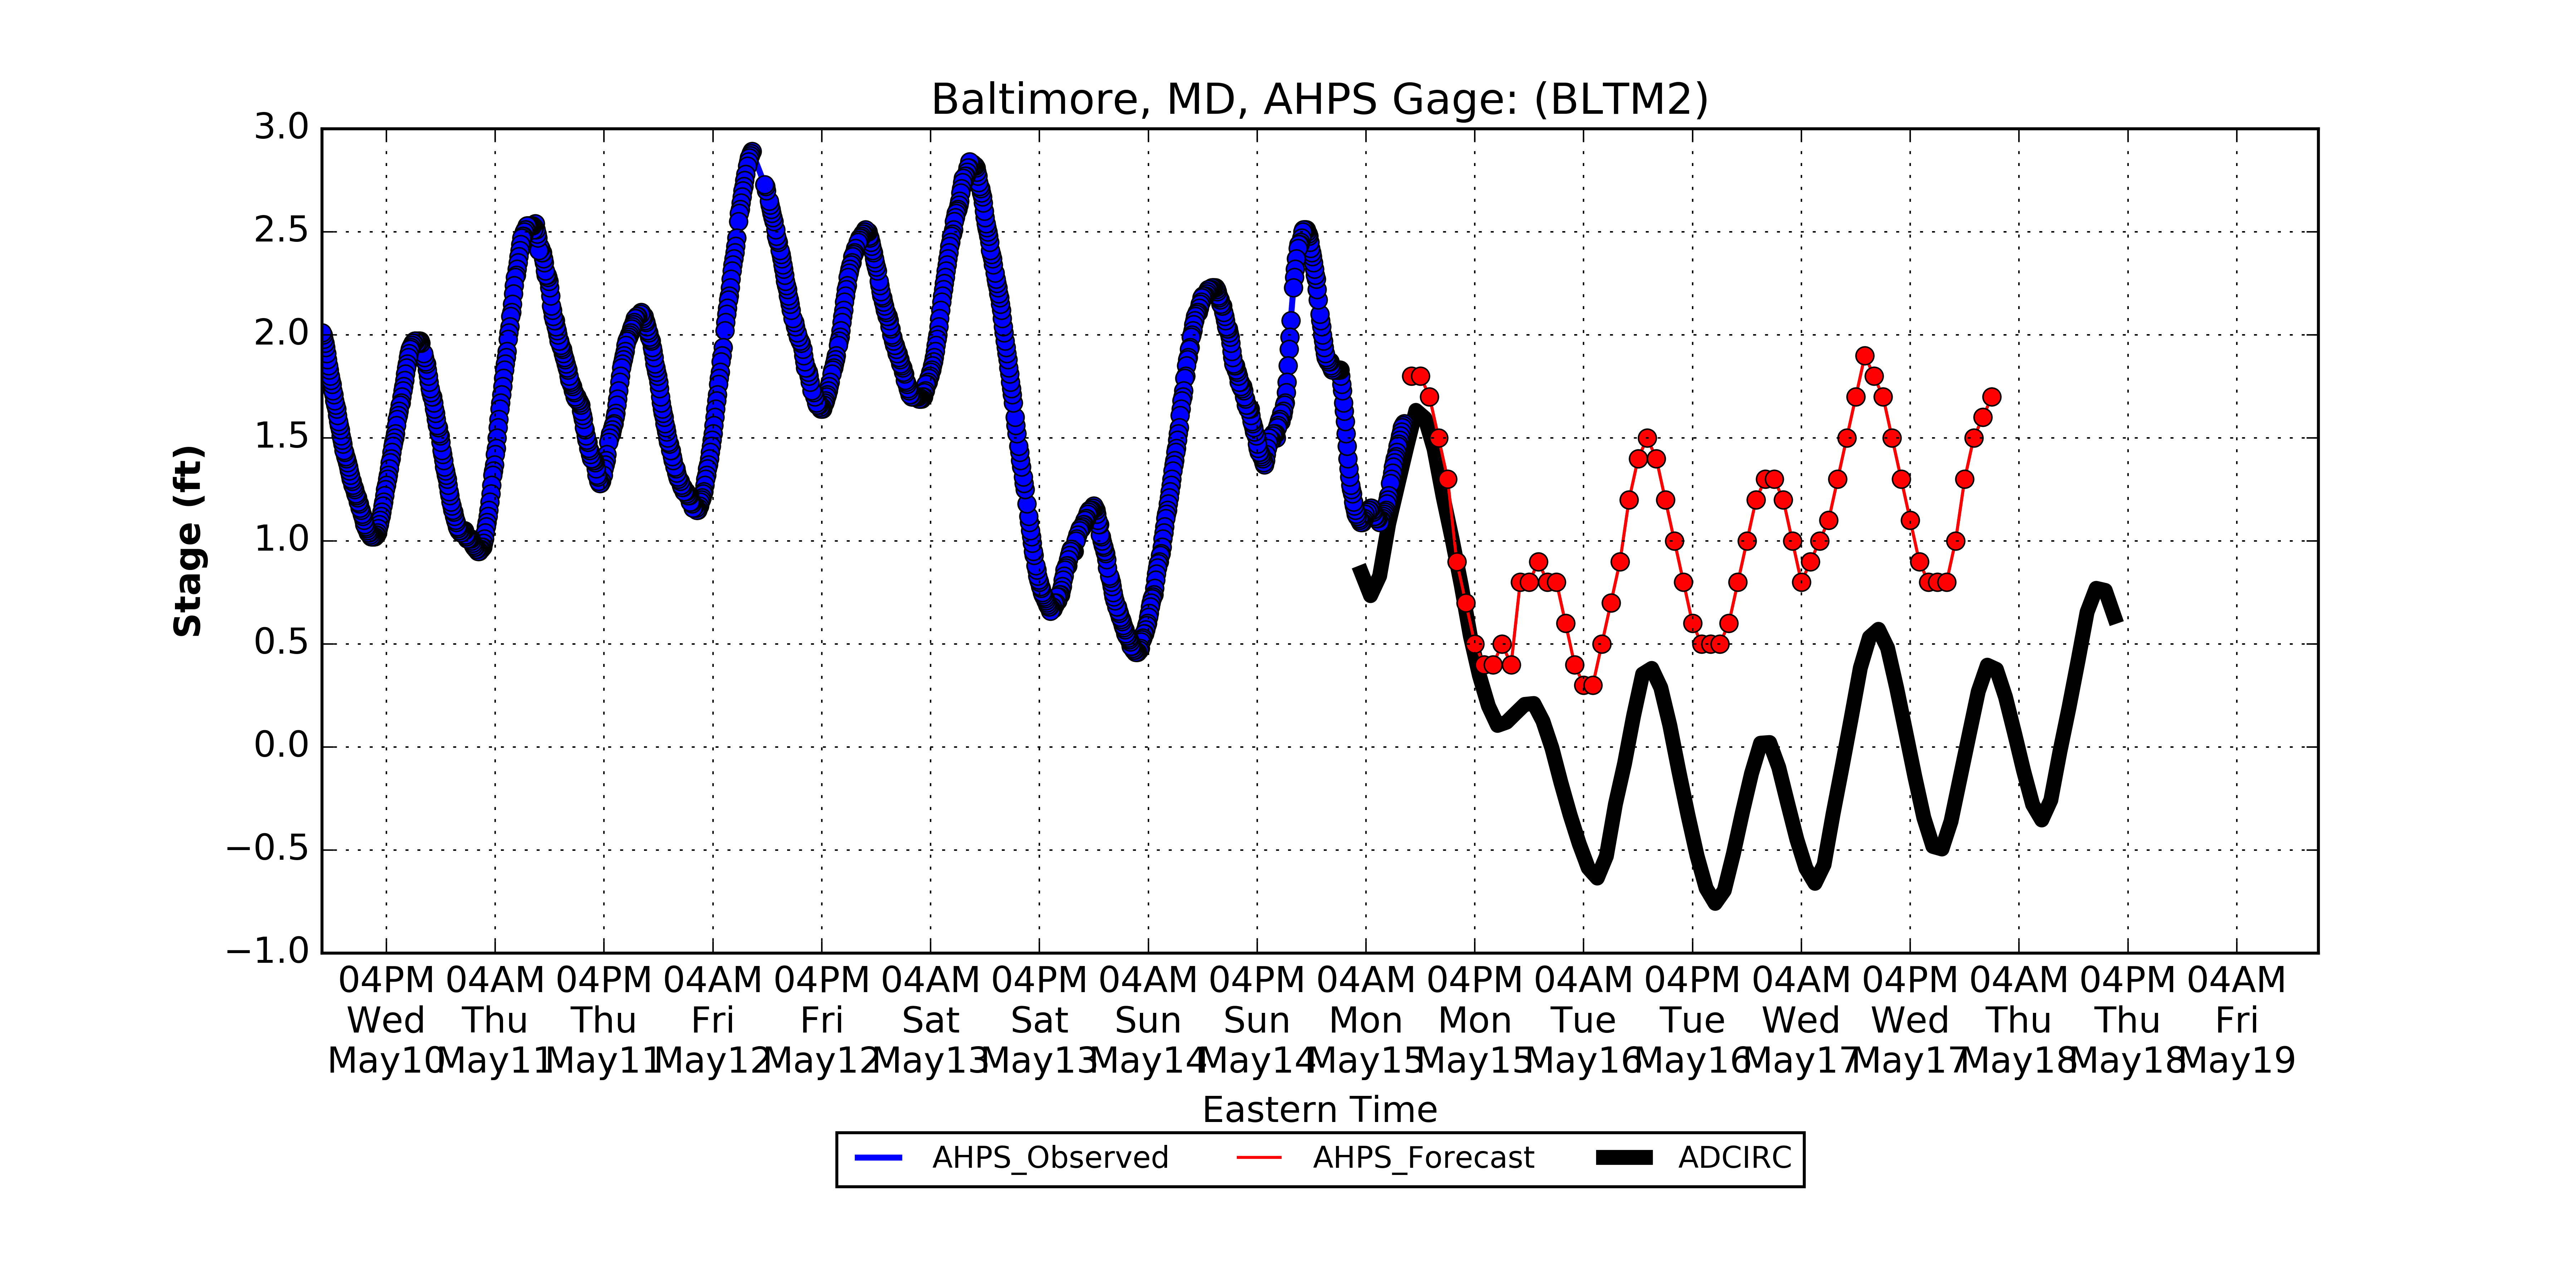 Baltimore, MD, AHPS Gage: (BLTM2)
3.0
2.5
2.0
1.5
1.0
0.5
0.0
−0.5
−1.0
Stage (ft)
04PM 04AM 04PM 04AM 04PM 04AM 04PM 04AM 04PM 04AM 04PM 04AM 04PM 04AM 04PM 04AM 04PM 04AM
Wed Thu Thu Fri Fri Sat Sat Sun Sun Mon Mon Tue Tue Wed Wed Thu Thu Fri
May10 May11 May11 May12 May12 May13 May13 May14 May14 May15 May15 May16 May16 May17 May17 May18 May18 May19
Eastern Time
AHPS_Observed AHPS_Forecast ADCIRC